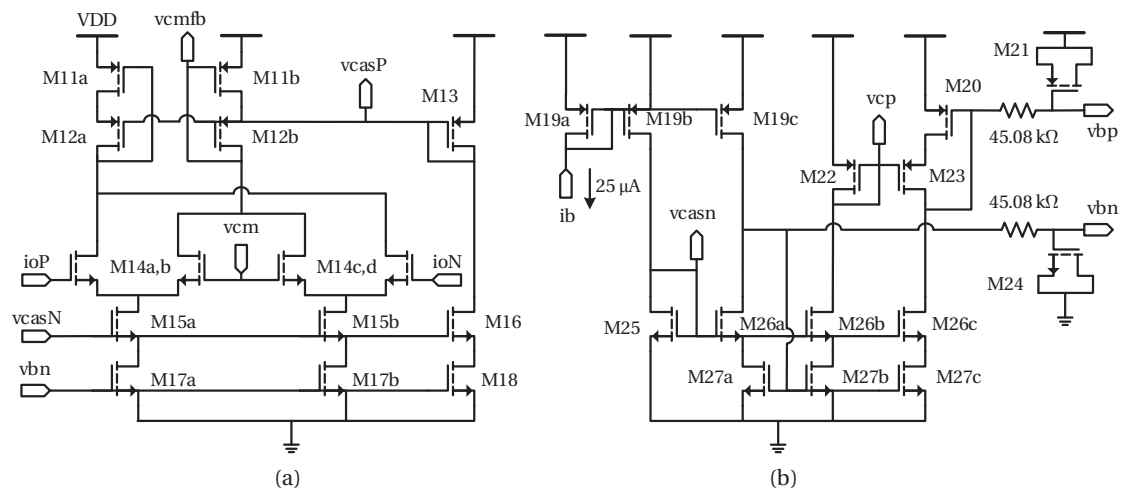 VDD
vcmfb
M11a
M11b
vcasP
M13
M12a
M12b
vcm
ioP
M14a,b
M14c,d
ioN
vcasN
M15a
M15b
M16
vbn
M17a
M17b
M18
(a)
M21
M20
vcp
M19a
M19b
M19c
45.08 kΩ
vbp
25 µA
ib
M22
M23
vcasn
45.08 kΩ
vbn
M24
M25
M26a
M26b
M26c
M27a
M27b
M27c
(b)